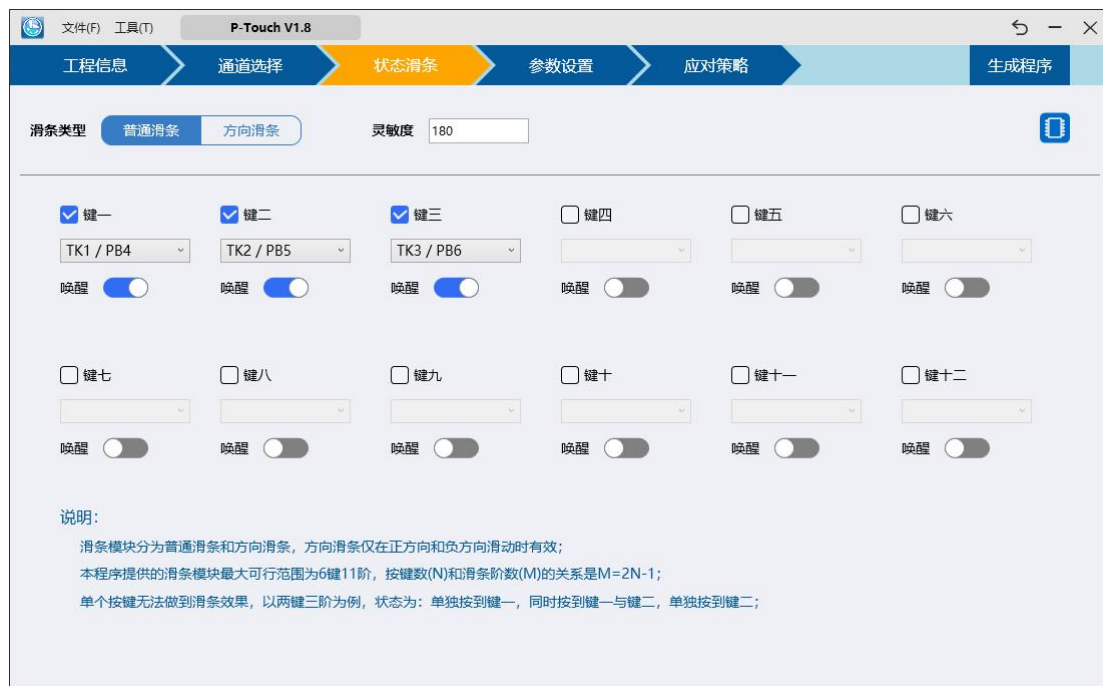 文件(F) 工具(T) P-Touch V1.8
工程信息 通道选择 状态滑条 参数设置 应对策略 生成程序
滑条类型 普通滑条 方向滑条 灵敏度 180
键一 键二 键三 键四 键五 键六
TK1 / PB4 TK2 / PB5 TK3 / PB6
唤醒 唤醒 唤醒 唤醒 唤醒 唤醒
键七 键八 键九 键十 键十一 键十二
唤醒 唤醒 唤醒 唤醒 唤醒 唤醒
说明：
滑条模块分为普通滑条和方向滑条，方向滑条仅在正方向和负方向滑动时有效；
本程序提供的滑条模块最大可行范围为6键11阶，按键数(N)和滑条阶数(M)的关系是M=2N-1；
单个按键无法做到滑条效果，以两键三阶为例，状态为：单独按到键一，同时按到键一与键二，单独按到键二；